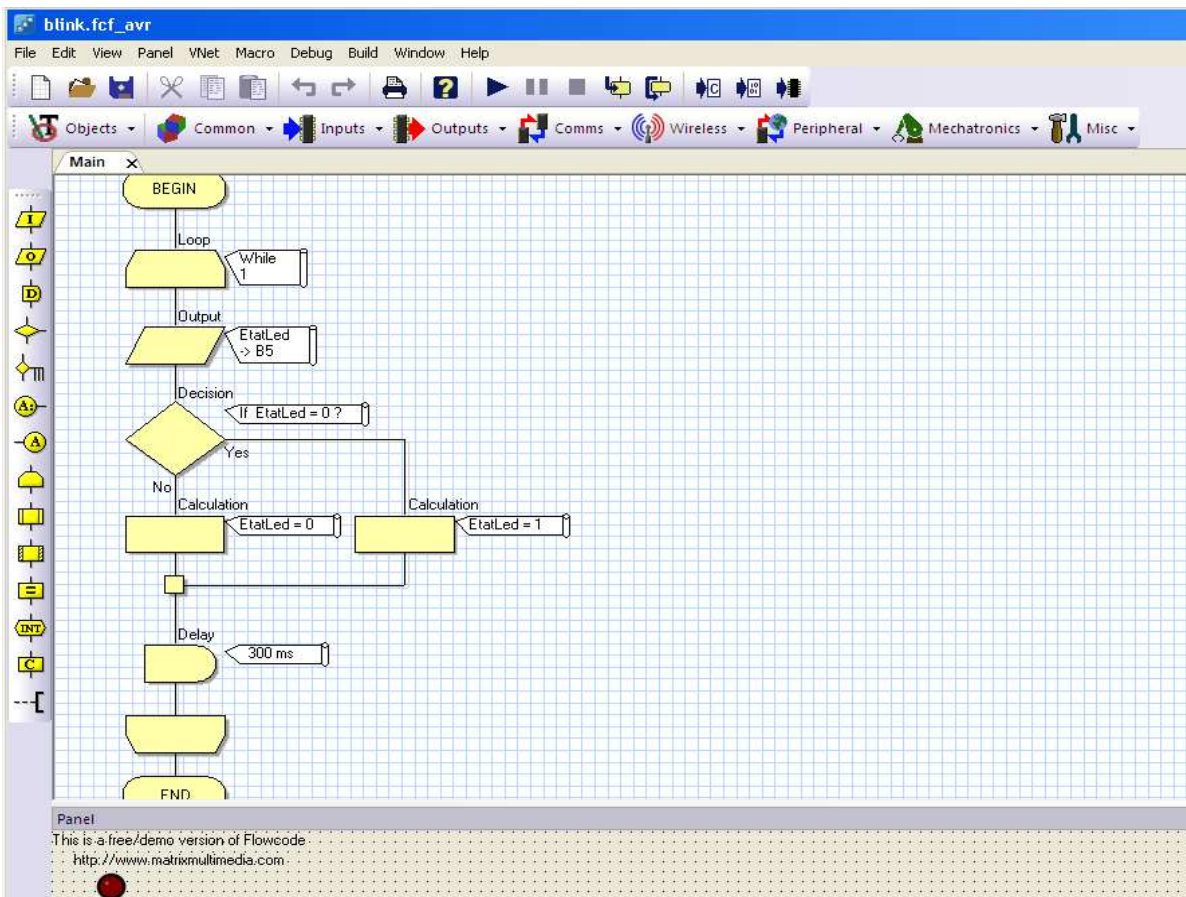 blink.fcf_avr
File Edit View Panel VNet Macro Debug Build Window Help
Objects Common Inputs Outputs Comms Wireless Peripheral Mechatronics Misc
Main x
BEGIN
Loop
While
1
Output
EtatLed
-> B5
Decision
If EtatLed = 0 ?
Yes
No
Calculation
EtatLed = 0
Calculation
EtatLed = 1
Delay
300 ms
END
Panel
This is a free/demo version of Flowcode
http://www.matrixmultimedia.com